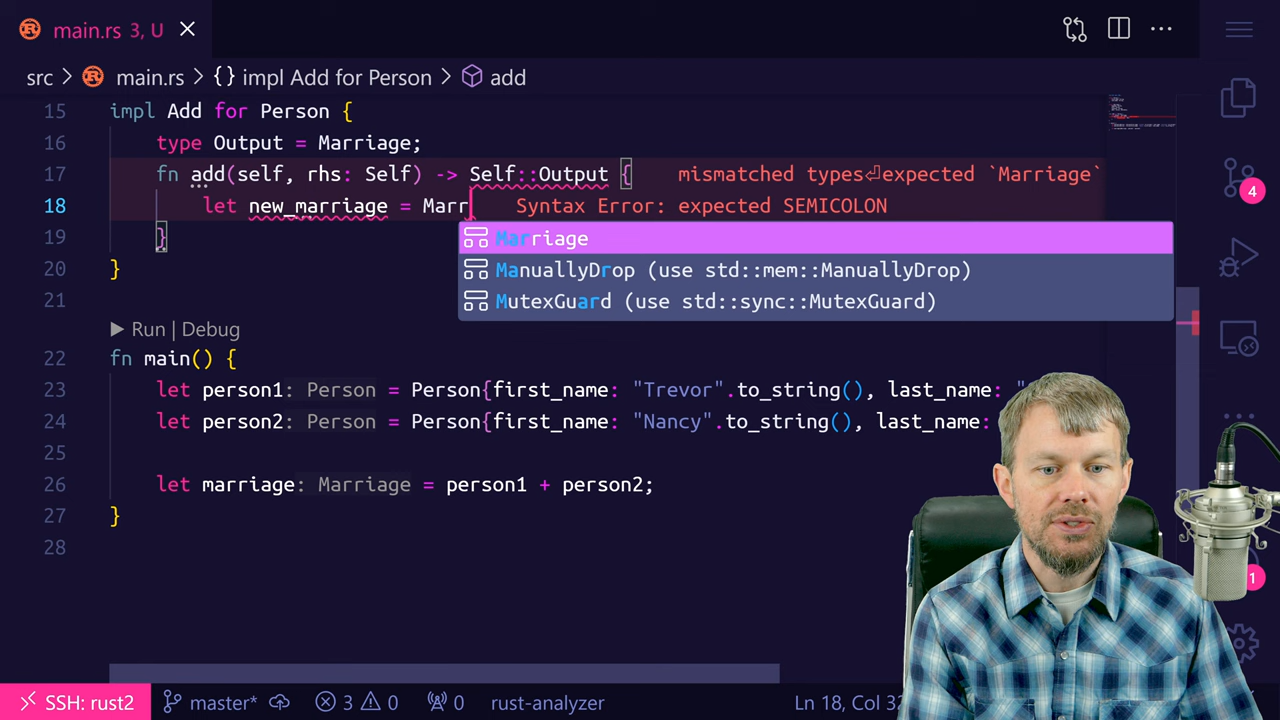 main.rs 3, U
src > main.rs > {} impl Add for Person > add
15 impl Add for Person {
16 type Output = Marriage;
17 fn add(self, rhs: Self) -> Self::Output { mismatched types⏎expected `Marriage`
18 let new_marriage = Marr Syntax Error: expected SEMICOLON
Marriage
ManuallyDrop (use std::mem::ManuallyDrop)
MutexGuard (use std::sync::MutexGuard)
19 }
20 }
21
Run | Debug
22 fn main() {
23 let person1: Person = Person{first_name: "Trevor".to_string(), last_name: "
24 let person2: Person = Person{first_name: "Nancy".to_string(), last_name:
25
26 let marriage: Marriage = person1 + person2;
27 }
28
4
1
SSH: rust2 master* 3 0 0 rust-analyzer Ln 18, Col 32